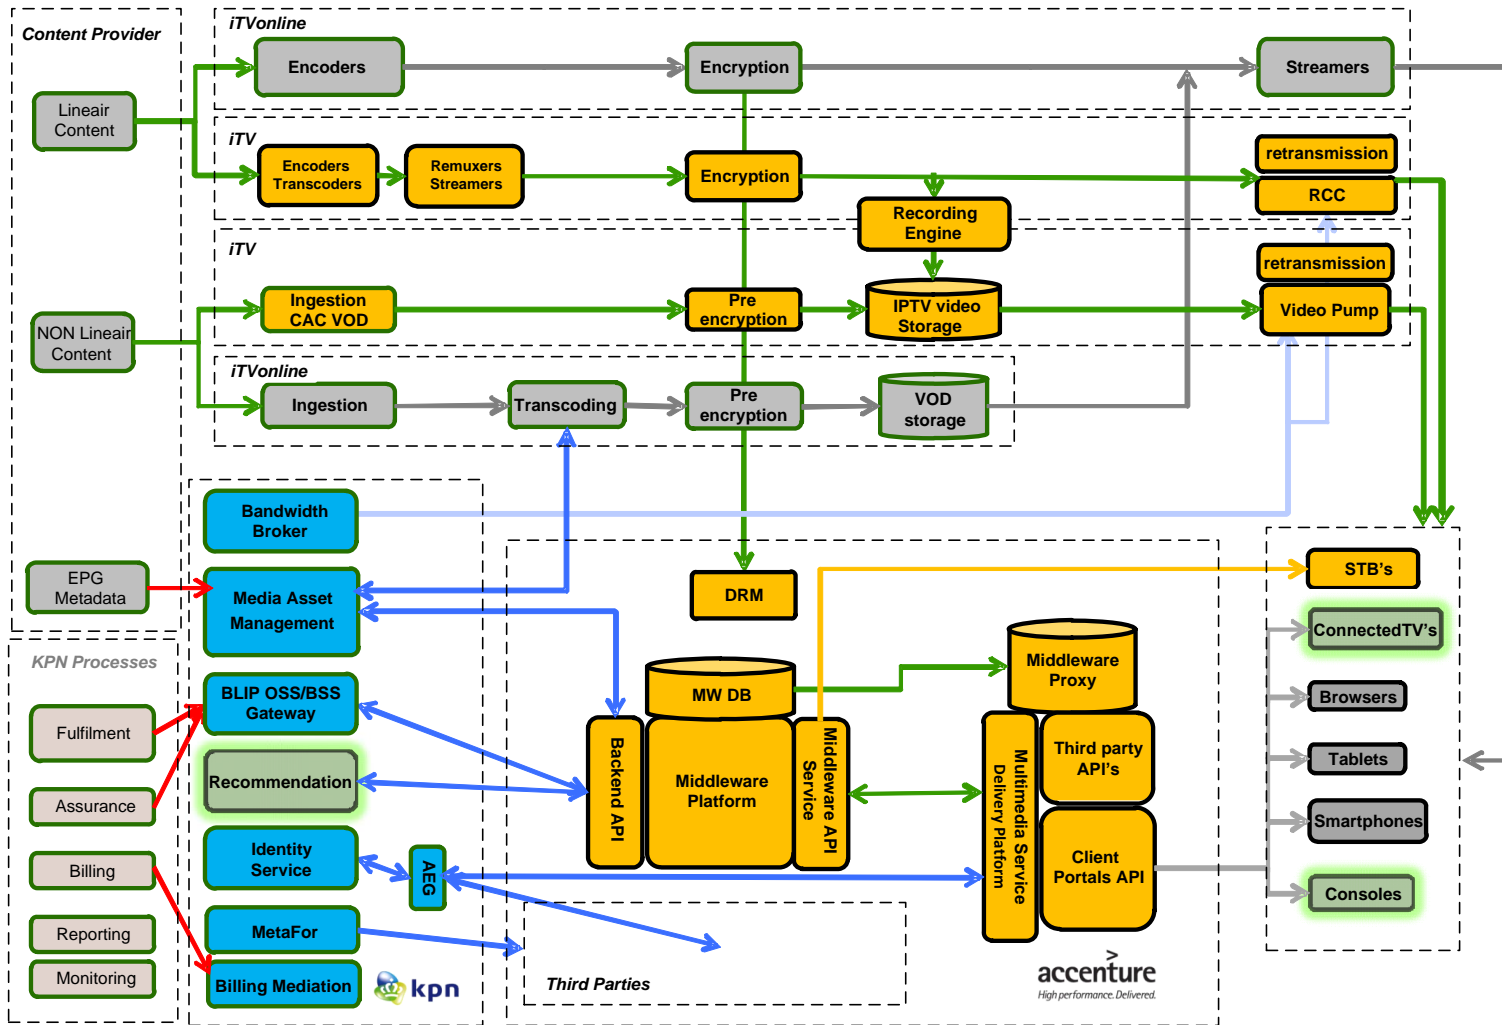 Content Provider
Lineair
Content
NON Lineair
Content
EPG
Metadata
iTVonline
Encoders
Encryption
Streamers
iTV
Encoders
Transcoders
Remuxers
Streamers
Encryption
retransmission
RCC
Recording
Engine
iTV
Ingestion
CAC VOD
Pre
encryption
IPTV video
Storage
retransmission
Video Pump
iTVonline
Ingestion
Transcoding
Pre
encryption
VOD
storage
KPN Processes
Fulfilment
Assurance
Billing
Reporting
Monitoring
Bandwidth
Broker
Media Asset
Management
BLIP OSS/BSS
Gateway
Recommendation
Identity
Service
AEG
MetaFor
Billing Mediation
kpn
DRM
MW DB
Backend API
Middleware
Platform
Middleware API
Service
Middleware
Proxy
Multimedia Service
Delivery Platform
Third party
API's
Client
Portals API
Third Parties
accenture
High performance. Delivered.
STB's
ConnectedTV's
Browsers
Tablets
Smartphones
Consoles